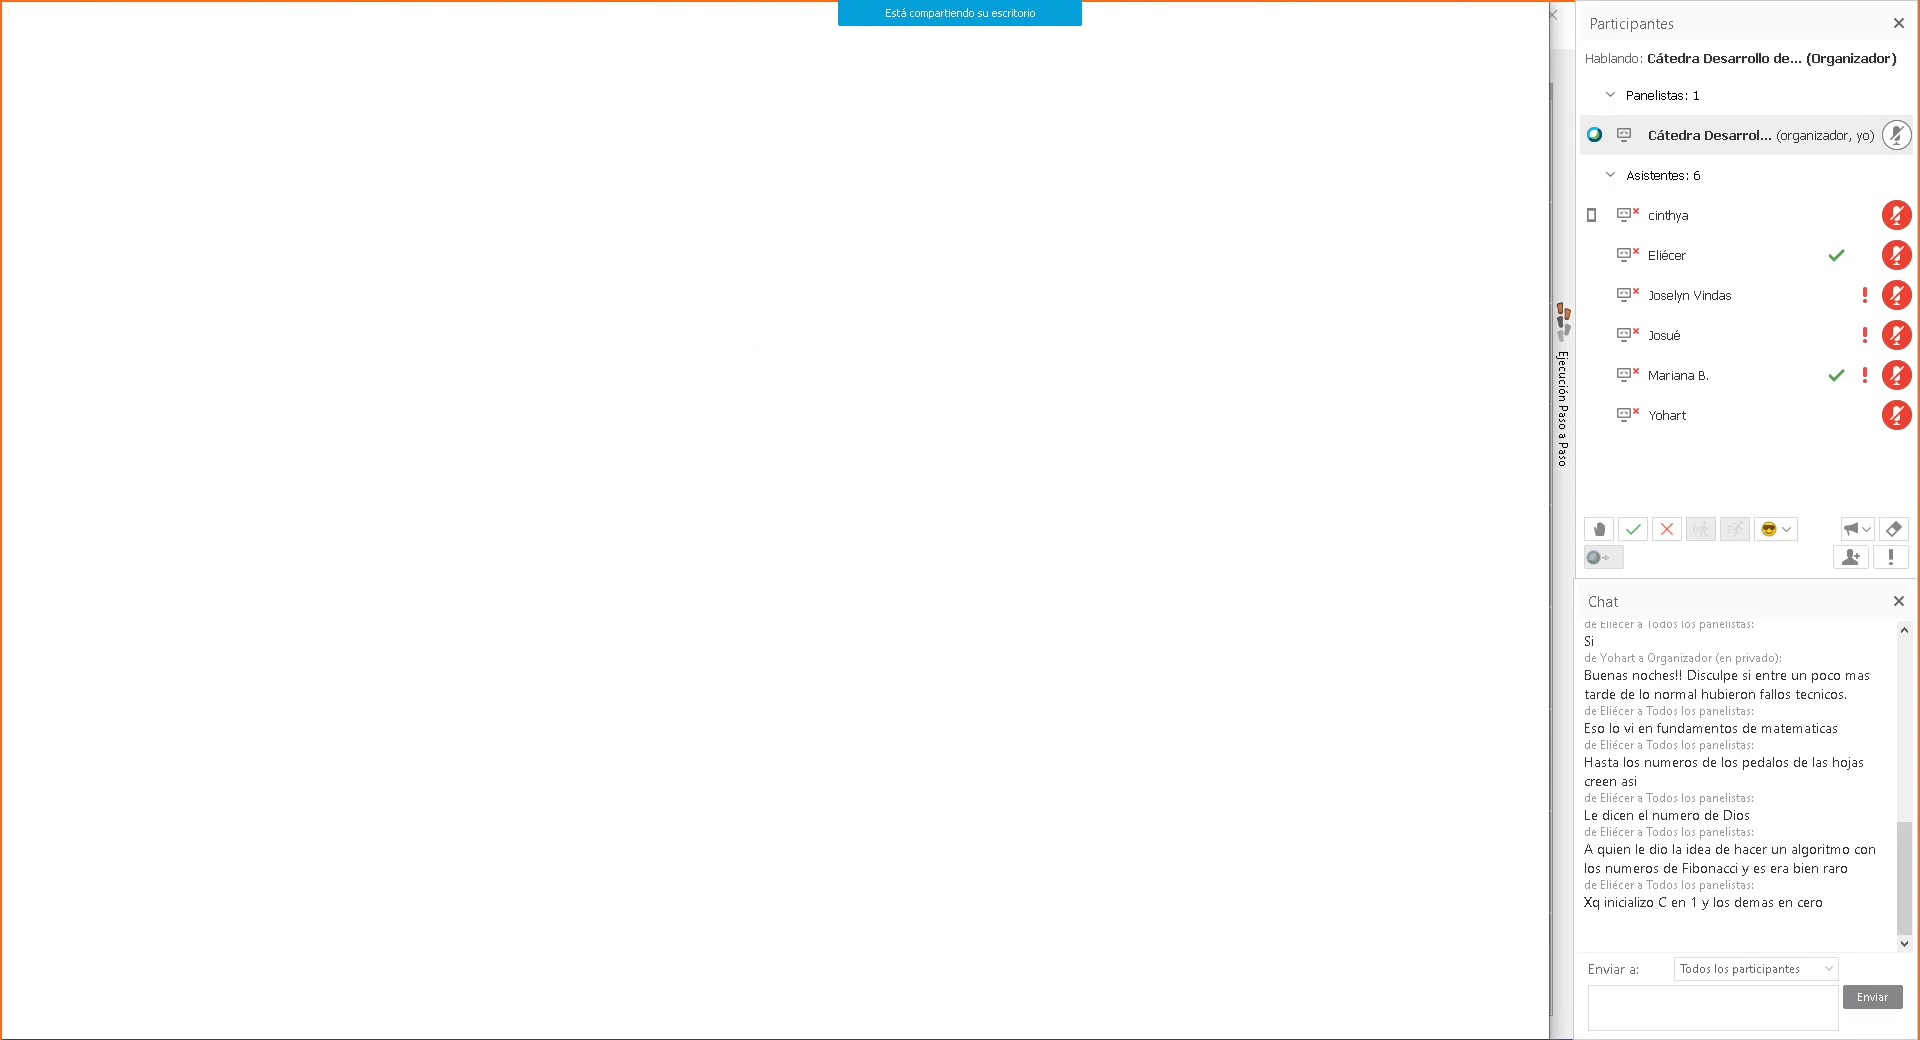 Está compartiendo su escritorio
Participantes
Hablando: Cátedra Desarrollo de... (Organizador)
Panelistas: 1
Cátedra Desarrol... (organizador, yo)
Asistentes: 6
cinthya
Eliécer
Joselyn Vindas
Josué
Mariana B.
Yohart
Ejecución Paso a Paso
Chat
de Eliécer a Todos los panelistas:
Si
de Yohart a Organizador (en privado):
Buenas noches!! Disculpe si entre un poco mas
tarde de lo normal hubieron fallos tecnicos.
de Eliécer a Todos los panelistas:
Eso lo vi en fundamentos de matematicas
de Eliécer a Todos los panelistas:
Hasta los numeros de los pedalos de las hojas
creen asi
de Eliécer a Todos los panelistas:
Le dicen el numero de Dios
de Eliécer a Todos los panelistas:
A quien le dio la idea de hacer un algoritmo con
los numeros de Fibonacci y es era bien raro
de Eliécer a Todos los panelistas:
Xq inicializo C en 1 y los demas en cero
Enviar a:
Todos los participantes
Enviar